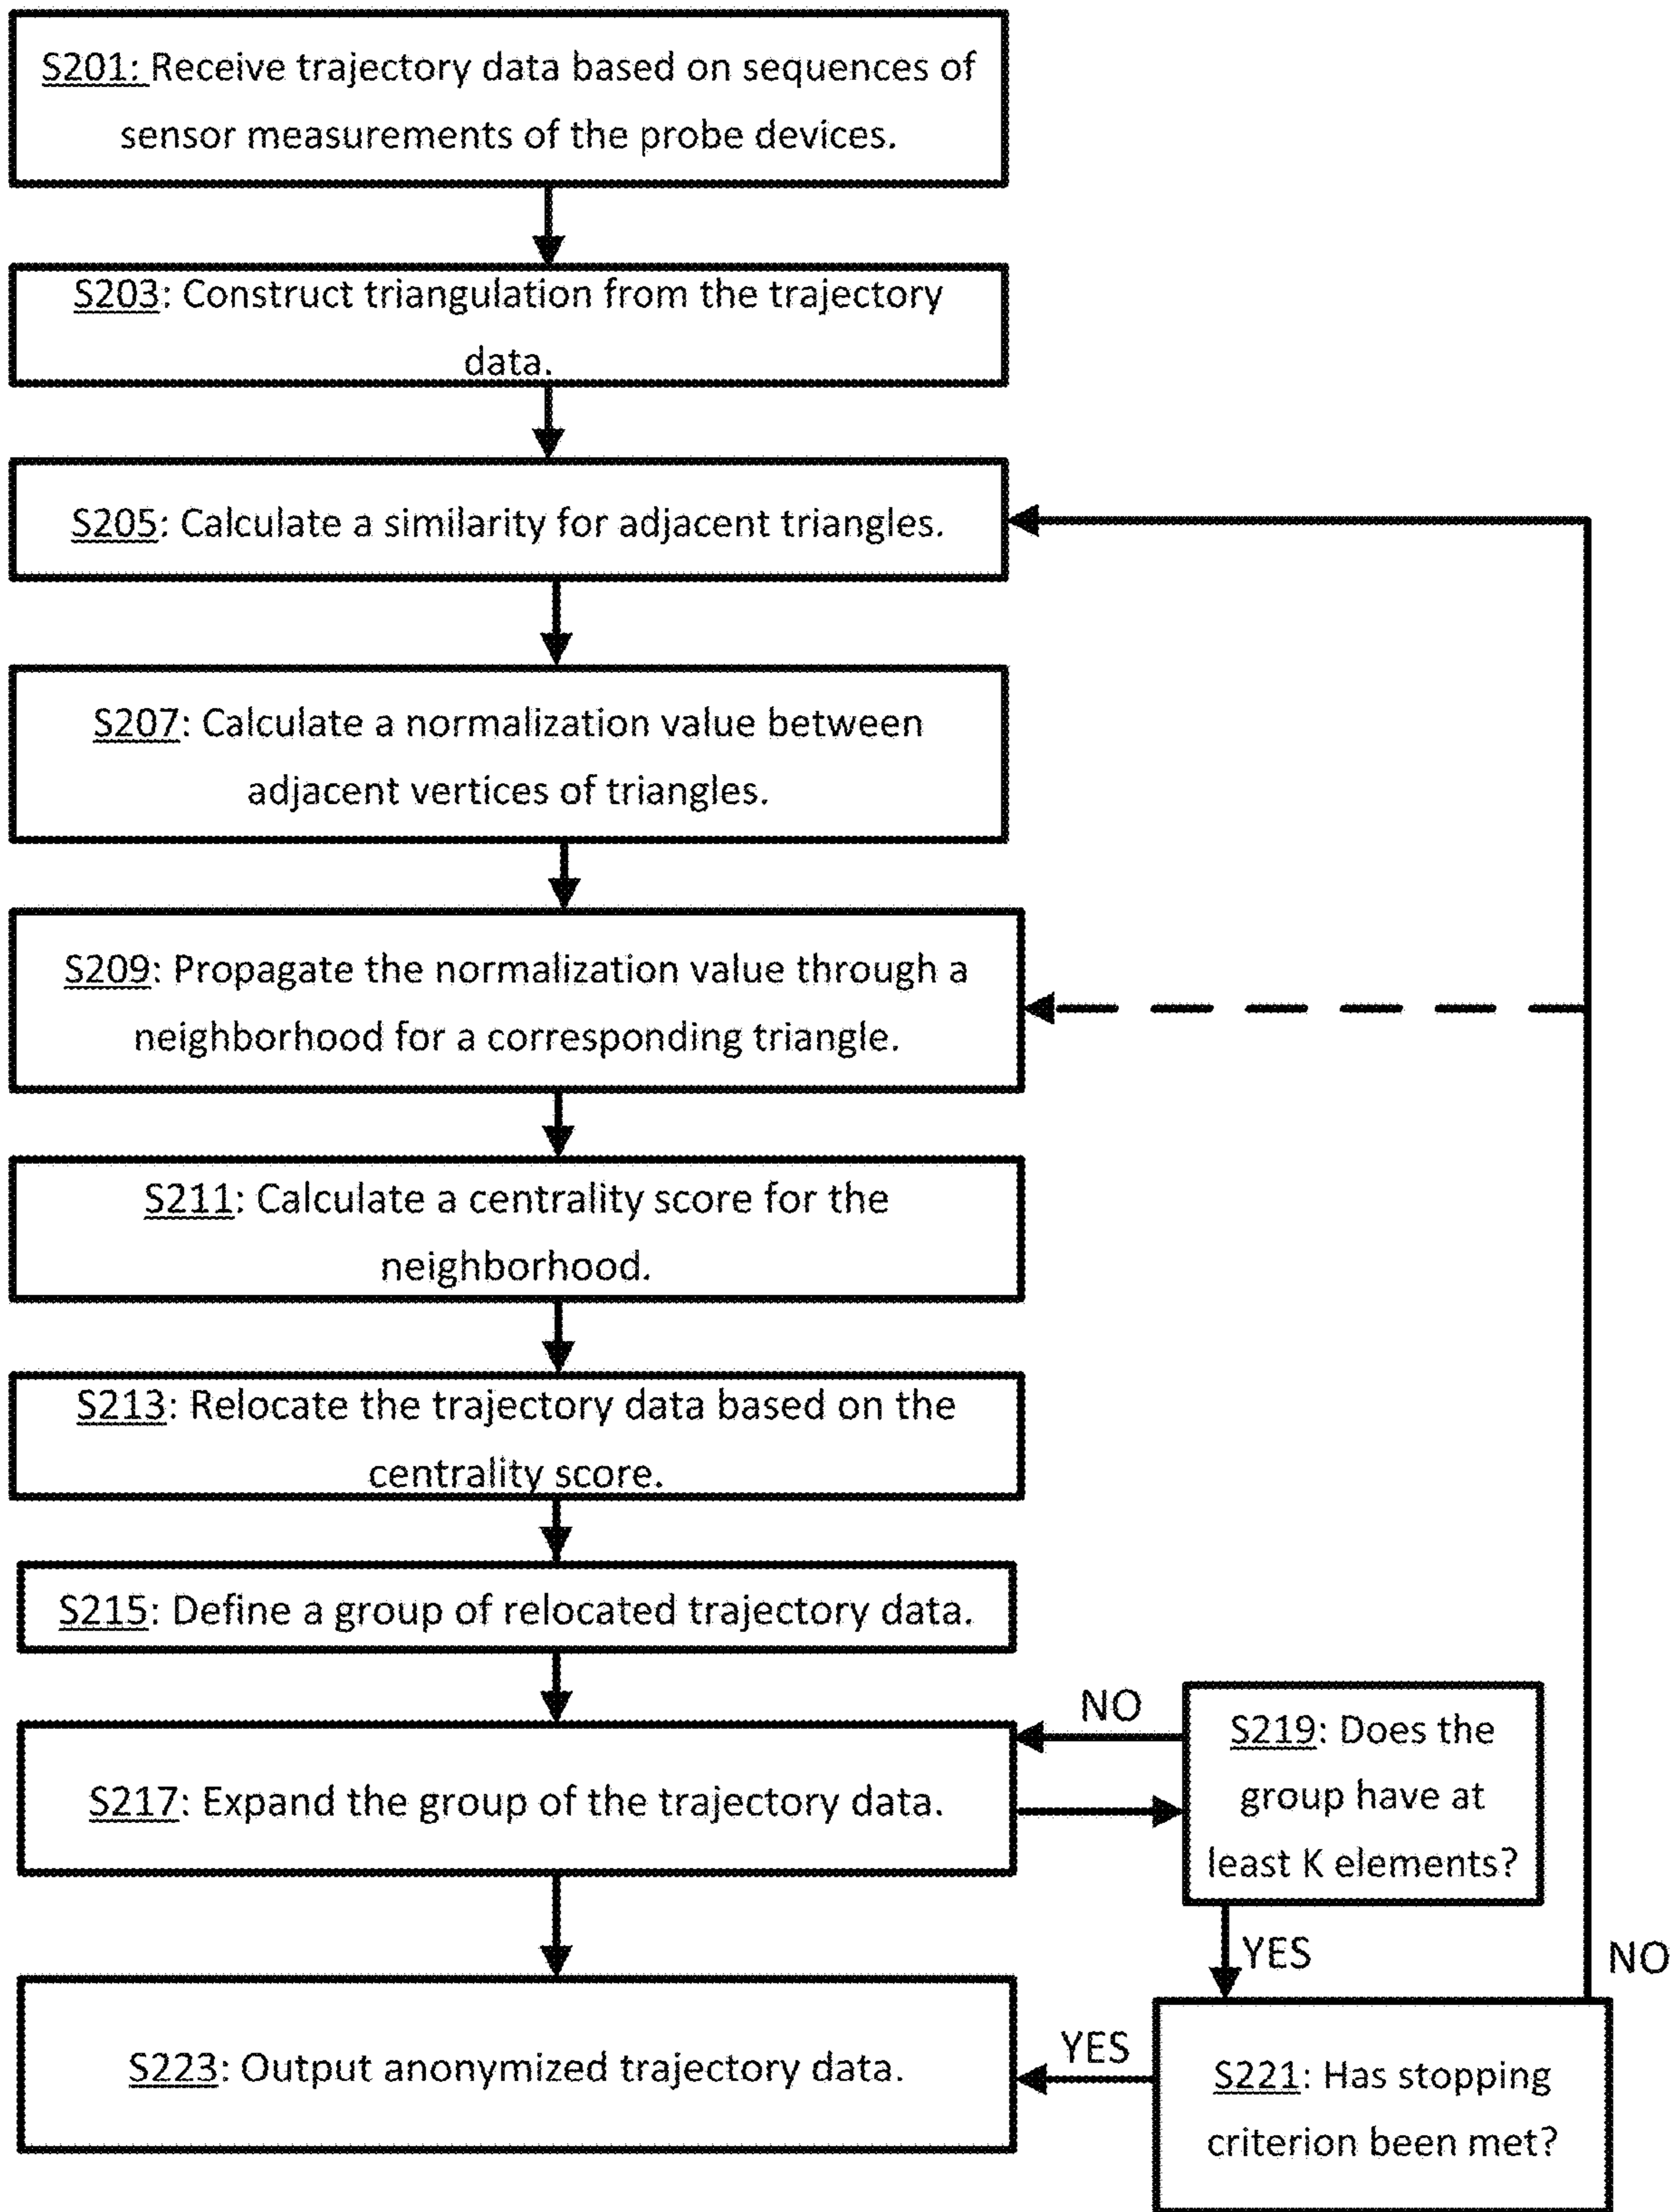 S201: Receive trajectory data based on sequences of
sensor measurements of the probe devices.
S203: Construct triangulation from the trajectory
data.
S205: Calculate a similarity for adjacent triangles.
S207: Calculate a normalization value between
adjacent vertices of triangles.
S209: Propagate the normalization value through a
neighborhood for a corresponding triangle.
S211: Calculate a centrality score for the
neighborhood.
S213: Relocate the trajectory data based on the
centrality score.
S215: Define a group of relocated trajectory data.
S217: Expand the group of the trajectory data.
NO
S219: Does the
group have at
least K elements?
YES
NO
S221: Has stopping
criterion been met?
YES
S223: Output anonymized trajectory data.